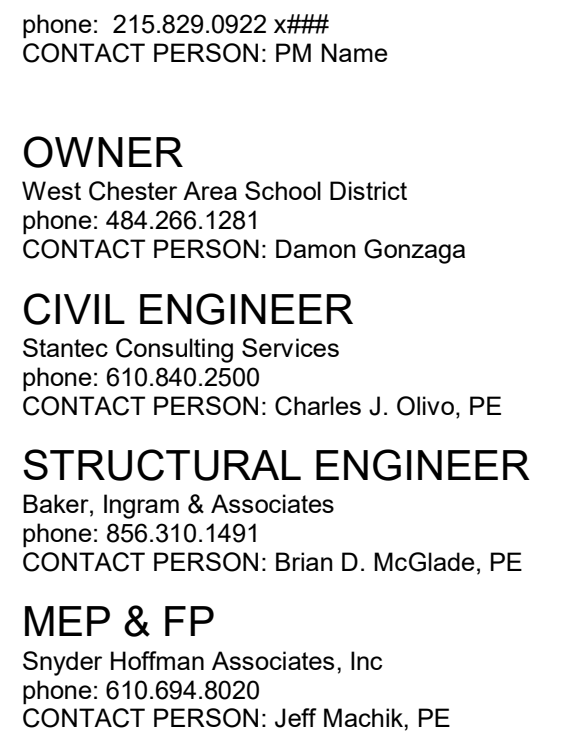 phone:  215.829.0922 x###
CONTACT PERSON: PM Name
OWNER
West Chester Area School District
phone: 484.266.1281
CONTACT PERSON: Damon Gonzaga
CIVIL ENGINEER
Stantec Consulting Services
phone: 610.840.2500
CONTACT PERSON: Charles J. Olivo, PE
STRUCTURAL ENGINEER
Baker, Ingram & Associates
phone: 856.310.1491
CONTACT PERSON: Brian D. McGlade, PE
MEP & FP
Snyder Hoffman Associates, Inc
phone: 610.694.8020
CONTACT PERSON: Jeff Machik, PE